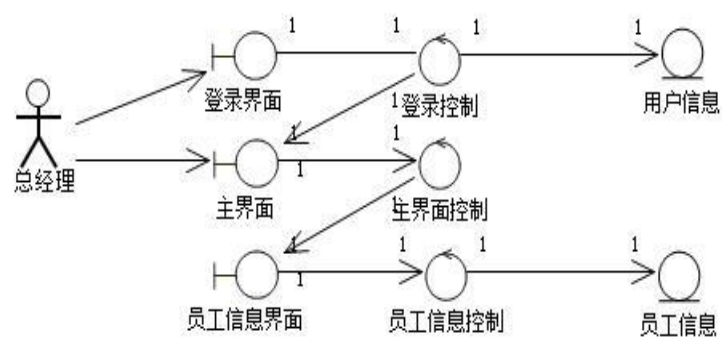 1 1 1 1
登录界面 1 登录控制 用户信息
总经理
1 1 1
主界面 1 主界面控制
1 1 1 1 1
员工信息界面 员工信息控制 员工信息